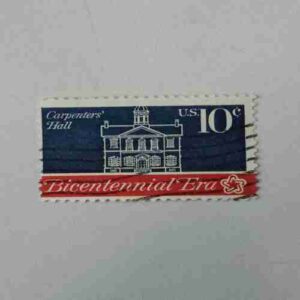 Carpenters'
Hall
U.S. 10c
Bicentennial Era